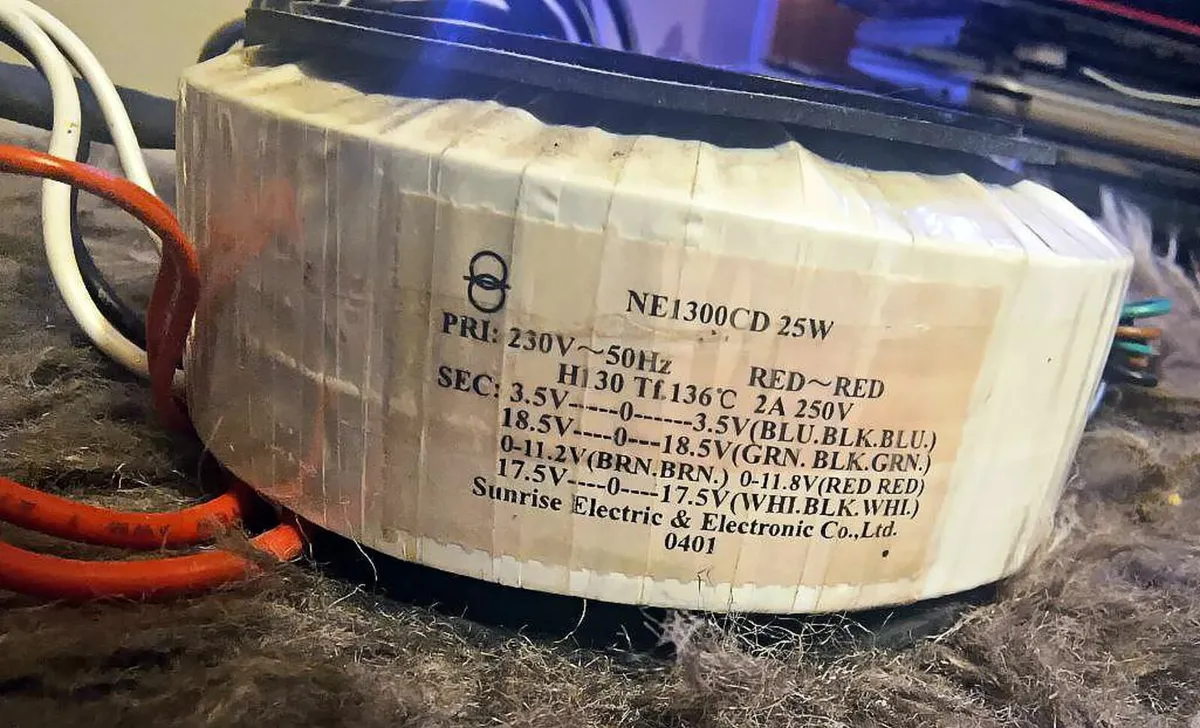 NE1300CD 25W
PRI: 230V~50Hz RED~RED
H130 Tf.136℃ 2A 250V
SEC: 3.5V-----0------3.5V(BLU.BLK.BLU.)
18.5V----0---18.5V(GRN. BLK.GRN.)
0-11.2V(BRN.BRN.) 0-11.8V(RED RED)
17.5V----0----17.5V(WHI.BLK.WHI.)
Sunrise Electric & Electronic Co.,Ltd.
0401